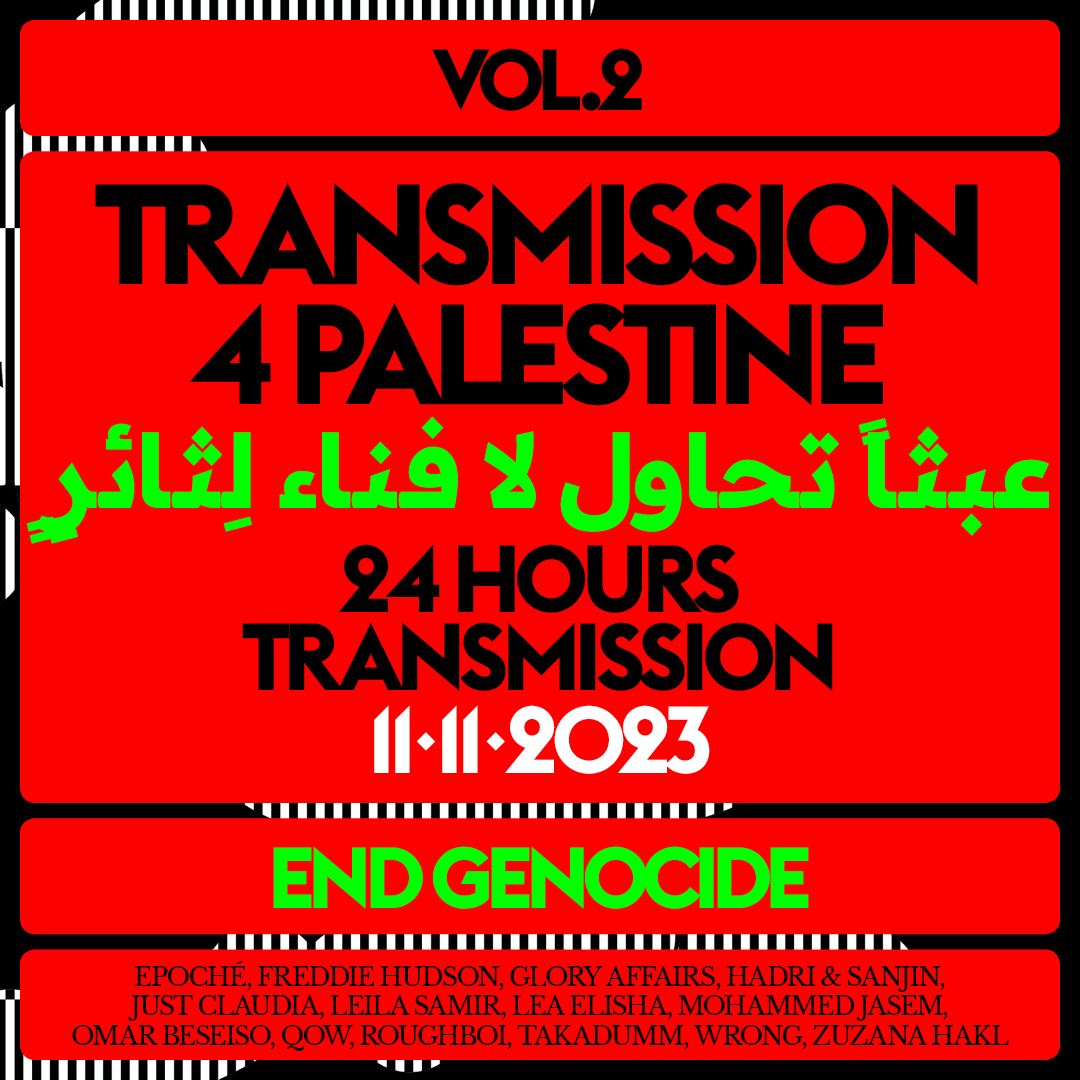 VOL.2
TRANSMISSION
4 PALESTINE
عبثاً تحاول لا فناء لِثائرٍ
24 HOURS
TRANSMISSION
11·11·2023
END GENOCIDE
EPOCHÉ, FREDDIE HUDSON, GLORY AFFAIRS, HADRI & SANJIN,
JUST CLAUDIA, LEILA SAMIR, LEA ELISHA, MOHAMMED JASEM,
OMAR BESEISO, QOW, ROUGHBOI, TAKADUMM, WRONG, ZUZANA HAKL